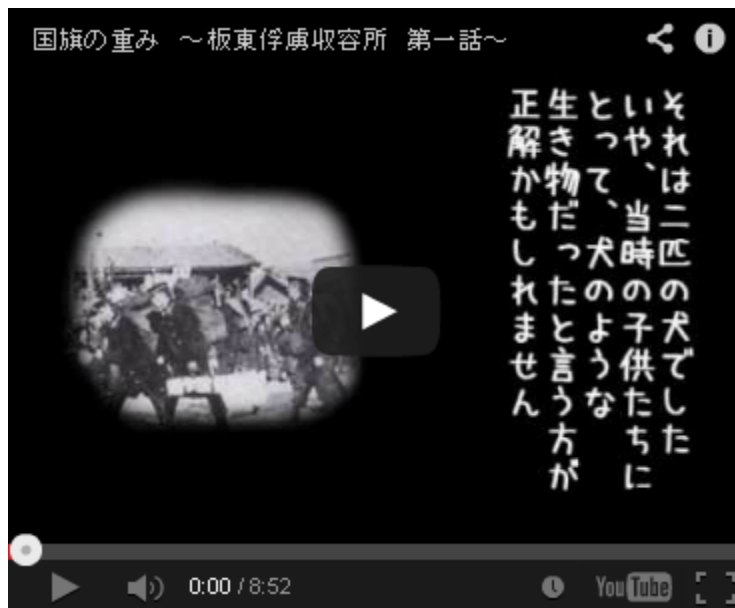 国旗の重み ~板東俘虜収容所 第一話~
それは二匹の犬でした
いや、当時の子供たちに
とって、犬のような
生き物だったと言う方が
正解かもしれません
0:00 / 8:52
YouTube